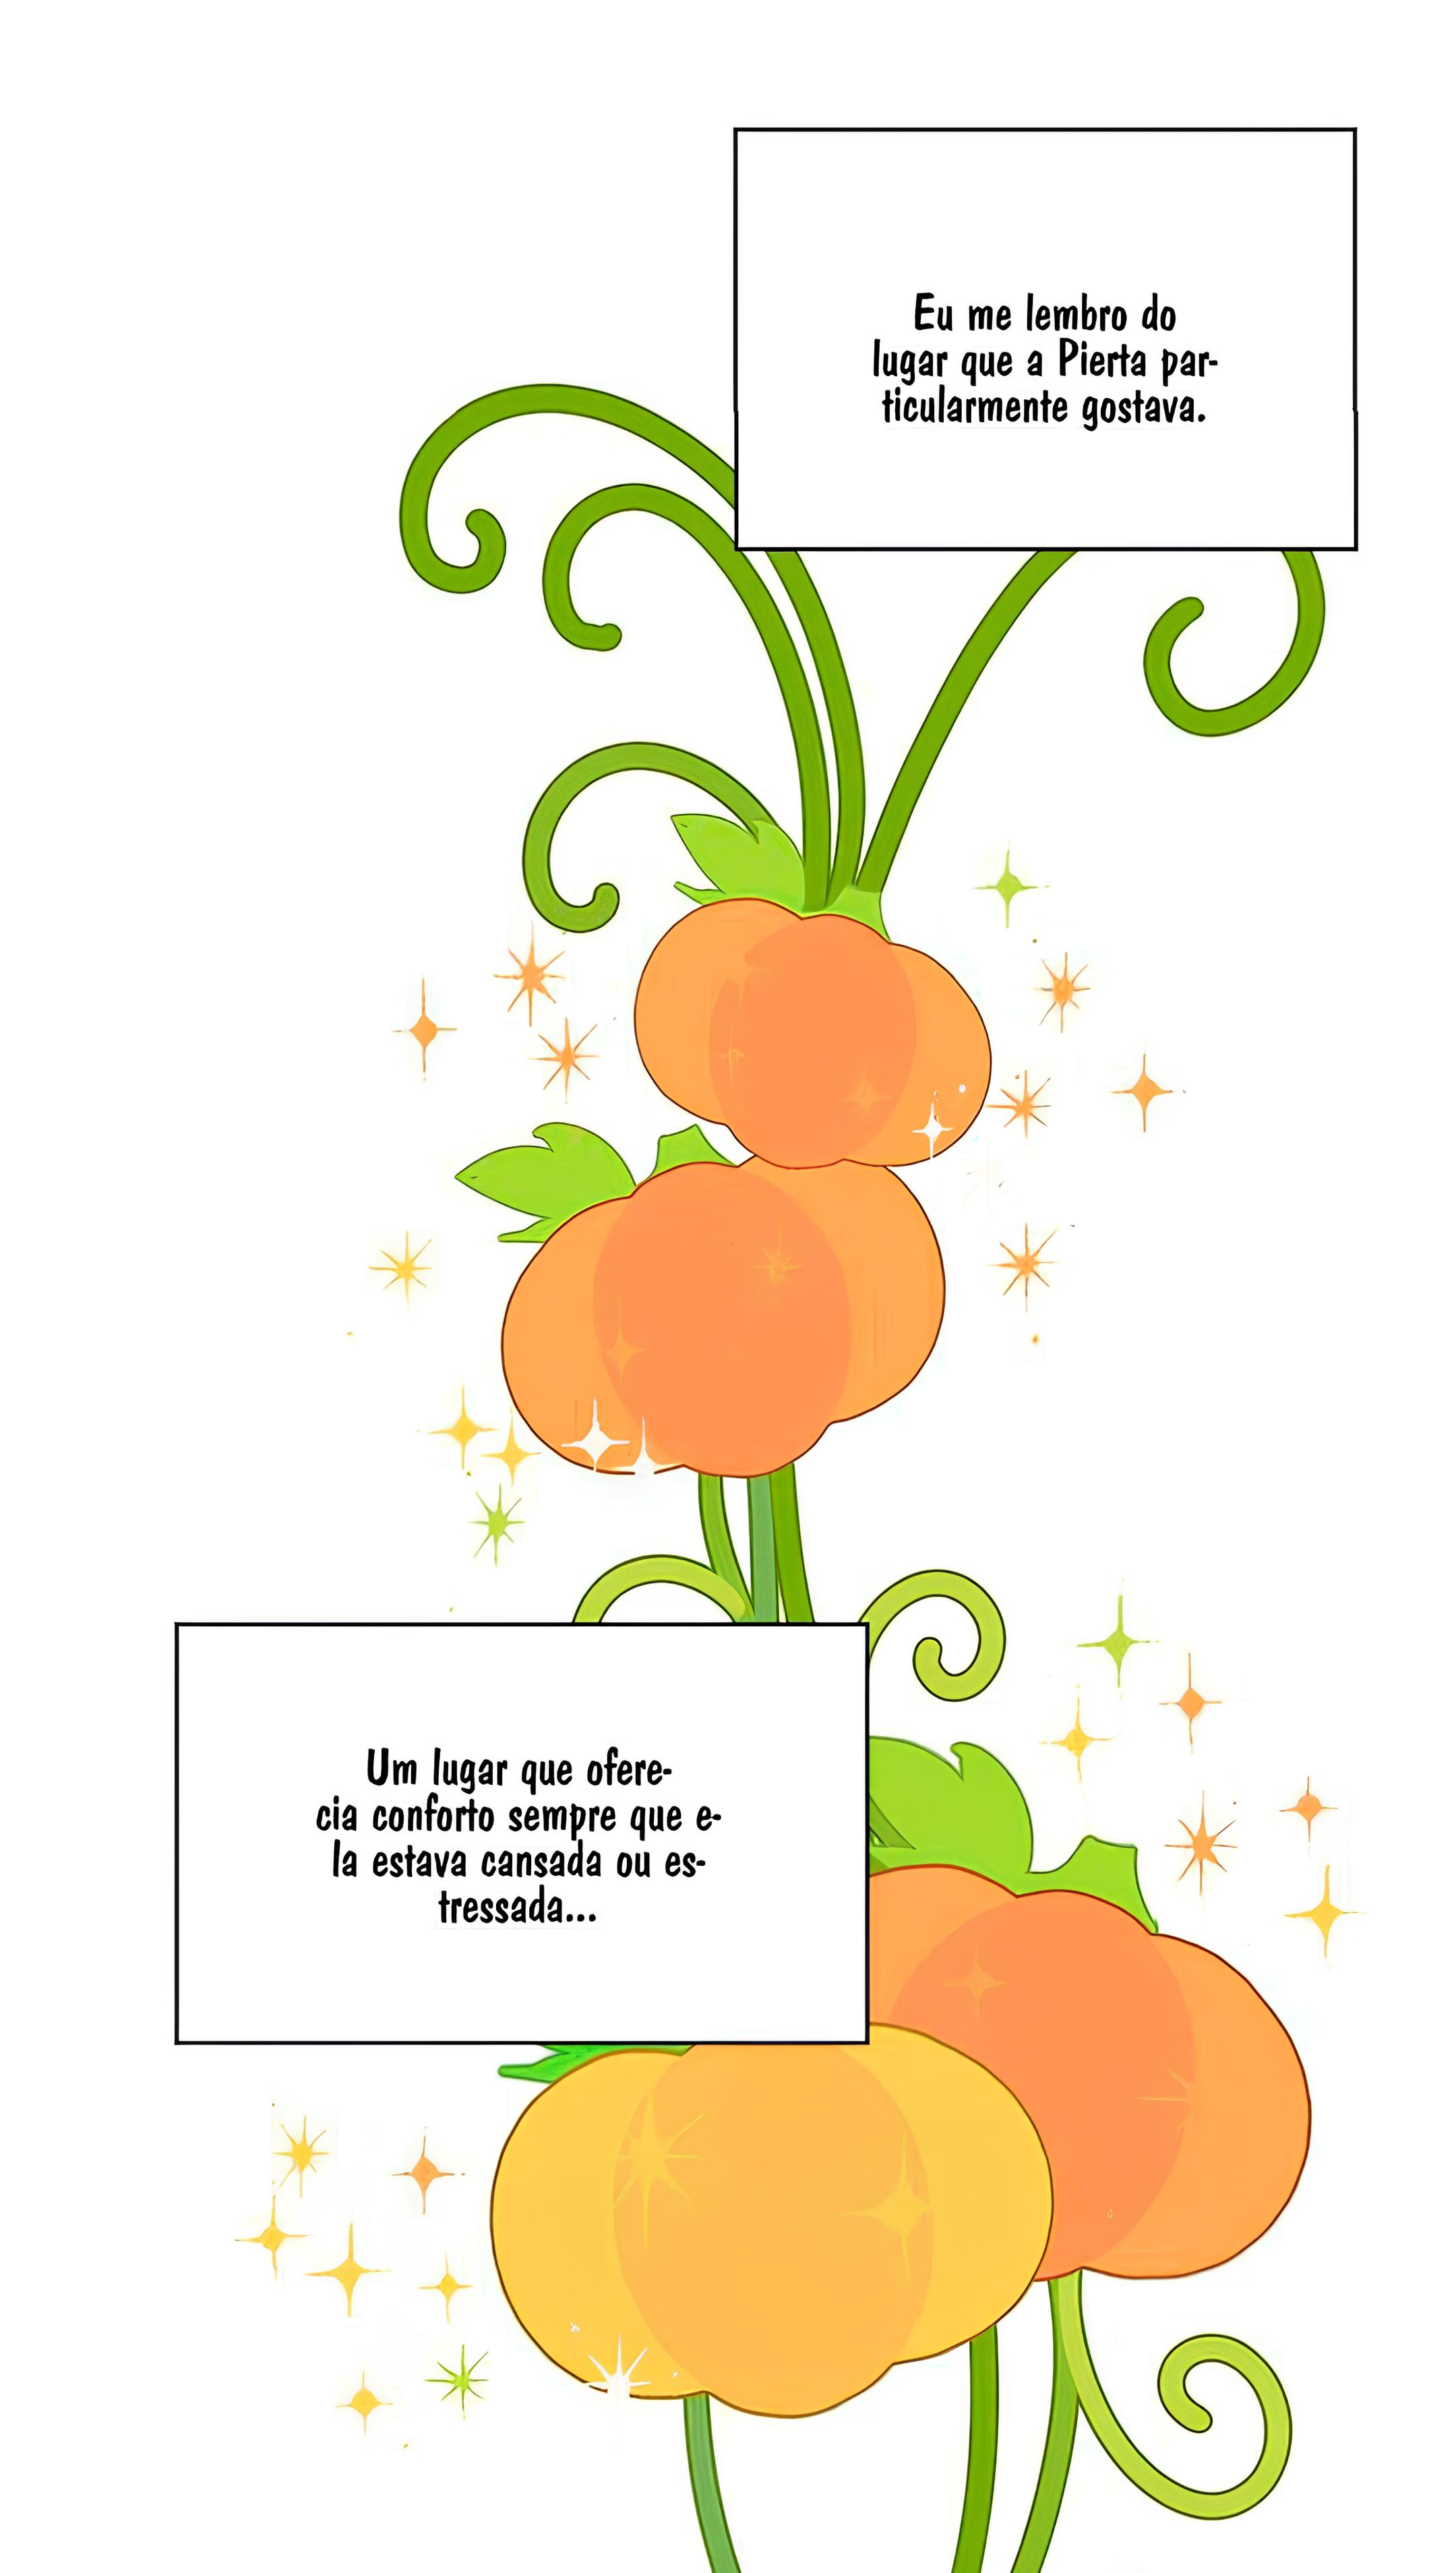 Eu me lembro do
lugar que a Pierta par-
ticularmente gostava.
Um lugar que ofere-
cia conforto sempre que e-
la estava cansada ou es-
tressada...